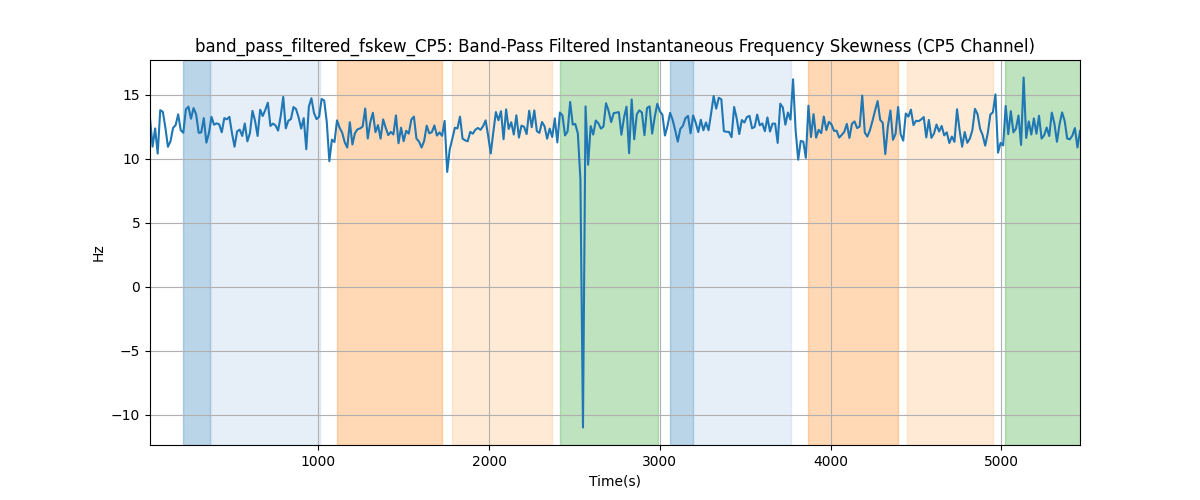 band_pass_filtered_fskew_CP5: Band-Pass Filtered Instantaneous Frequency Skewness (CP5 Channel)
15
10
5
0
−5
−10
Hz
1000 2000 3000 4000 5000
Time(s)